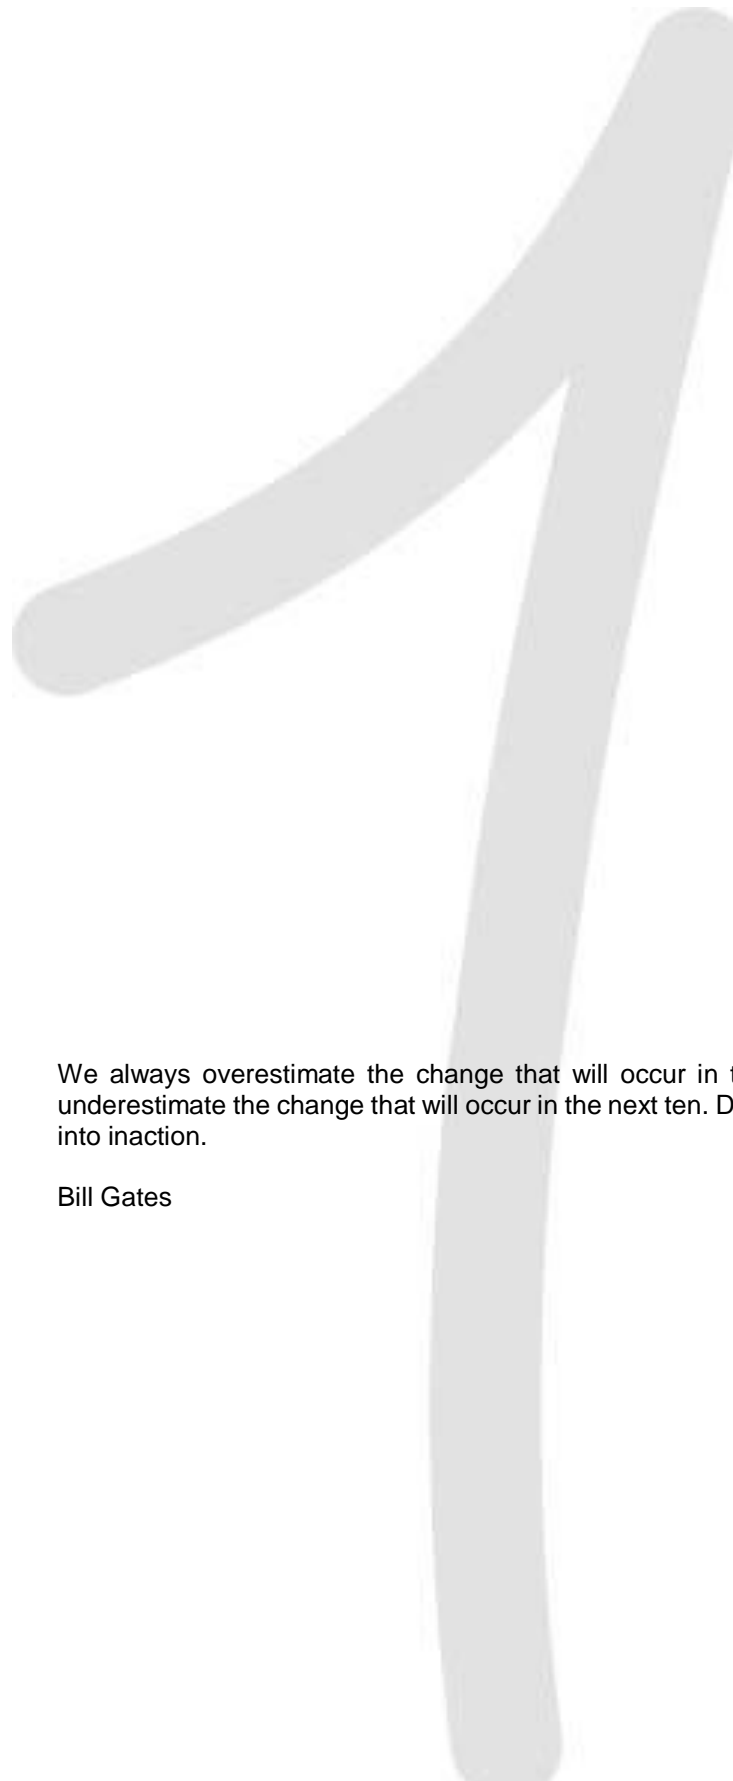 We always overestimate the change that will occur in
underestimate the change that will occur in the next ten.
into inaction.
Bill Gates